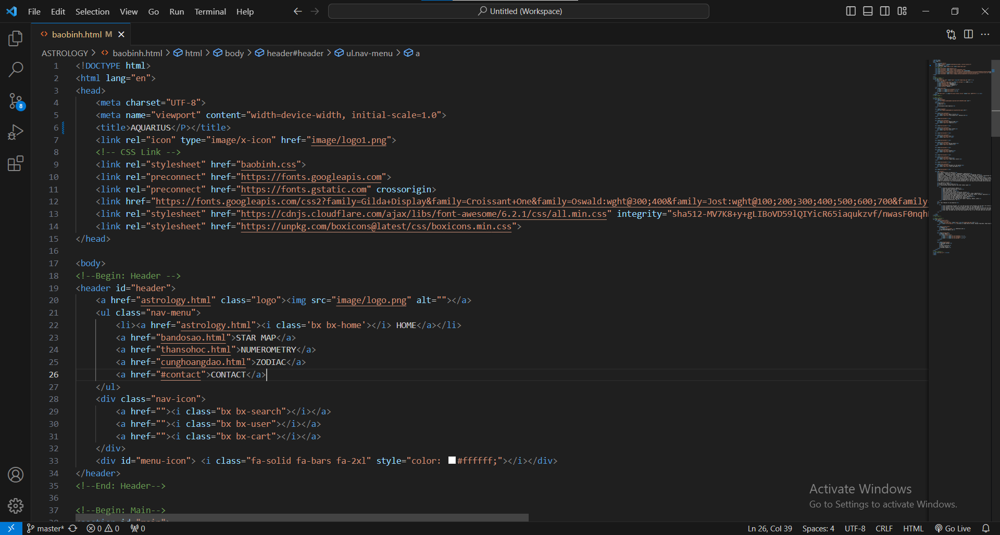 File Edit Selection View Go Run Terminal Help
Untitled (Workspace)
baobinh.html M
ASTROLOGY > baobinh.html > html > body > header#header > ul.nav-menu > a
1 <!DOCTYPE html>
2 <html lang="en">
3 <head>
4 <meta charset="UTF-8">
5 <meta name="viewport" content="width=device-width, initial-scale=1.0">
6 <title>AQUARIUS</P></title>
7 <link rel="icon" type="image/x-icon" href="image/logo1.png">
8 <!-- CSS Link -->
9 <link rel="stylesheet" href="baobinh.css">
10 <link rel="preconnect" href="https://fonts.googleapis.com">
11 <link rel="preconnect" href="https://fonts.gstatic.com" crossorigin>
12 <link href="https://fonts.googleapis.com/css2?family=Gilda+Display&family=Croissant+One&family=Oswald:wght@300;400&family=Jost:wght@100;200;300;400;500;600;700&family
13 <link rel="stylesheet" href="https://cdnjs.cloudflare.com/ajax/libs/font-awesome/6.2.1/css/all.min.css" integrity="sha512-MV7K8+y+gLIBoVD59lQIYicR65iaqukzvf/nwasF0nqh
14 <link rel="stylesheet" href="https://unpkg.com/boxicons@latest/css/boxicons.min.css">
15 </head>
16
17 <body>
18 <!--Begin: Header -->
19 <header id="header">
20 <a href="astrology.html" class="logo"><img src="image/logo.png" alt=""></a>
21 <ul class="nav-menu">
22 <li><a href="astrology.html"><i class='bx bx-home'></i> HOME</a></li>
23 <a href="bandosao.html">STAR MAP</a>
24 <a href="thansohoc.html">NUMEROMETRY</a>
25 <a href="cunghoangdao.html">ZODIAC</a>
26 <a href="#contact">CONTACT</a>
27 </ul>
28 <div class="nav-icon">
29 <a href=""><i class="bx bx-search"></i></a>
30 <a href=""><i class="bx bx-user"></i></a>
31 <a href=""><i class="bx bx-cart"></i></a>
32 </div>
33 <div id="menu-icon"> <i class="fa-solid fa-bars fa-2xl" style="color: #ffffff;"></i></div>
34 </header>
35 <!--End: Header-->
36
37 <!--Begin: Main-->
38 <section id="main">
8
Activate Windows
Go to Settings to activate Windows.
master* 0 0 0 Ln 26, Col 39 Spaces: 4 UTF-8 CRLF HTML Go Live